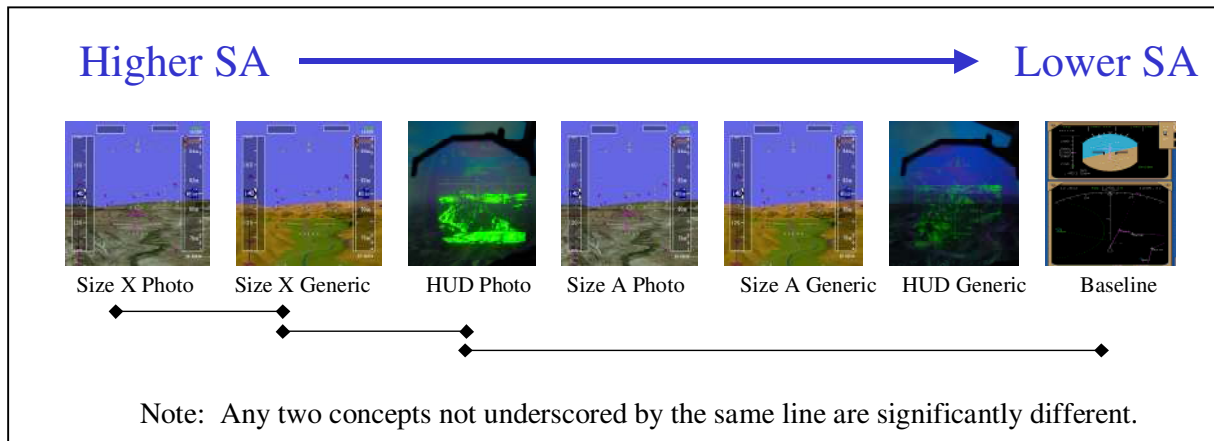 Higher SA Lower SA
Size X Photo Size X Generic HUD Photo Size A Photo Size A Generic HUD Generic Baseline
Note: Any two concepts not underscored by the same line are significantly different.